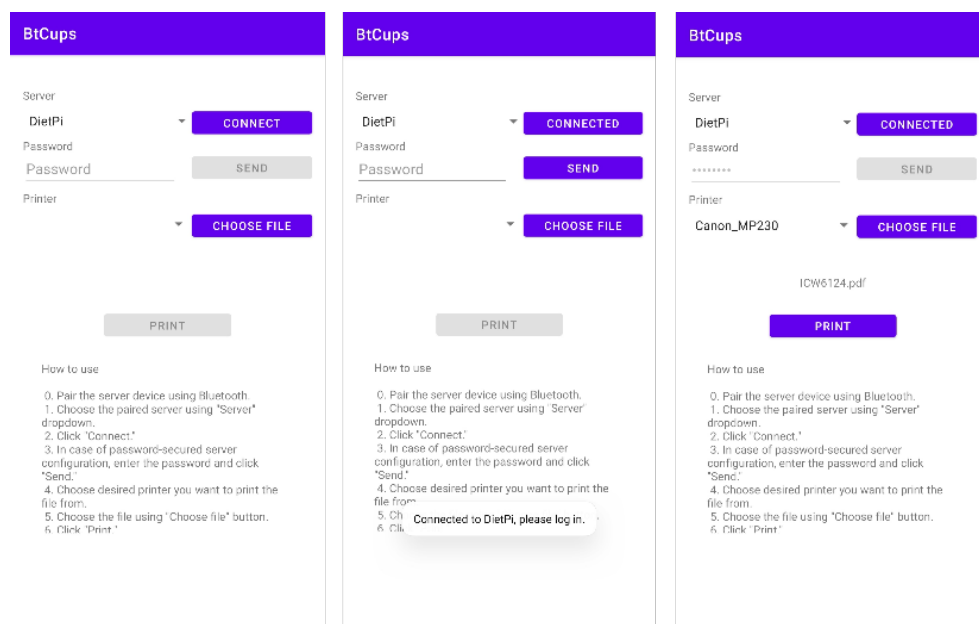 BtCups
Server
DietPi
CONNECT
Password
Password
SEND
Printer
CHOOSE FILE
PRINT
How to use
0. Pair the server device using Bluetooth.
1. Choose the paired server using "Server"
dropdown.
2. Click "Connect."
3. In case of password-secured server
configuration, enter the password and click
"Send."
4. Choose desired printer you want to print the
file from.
5. Choose the file using "Choose file" button.
6. Click "Print."
BtCups
Server
DietPi
CONNECTED
Password
Password
SEND
Printer
CHOOSE FILE
PRINT
How to use
0. Pair the server device using Bluetooth.
1. Choose the paired server using "Server"
dropdown.
2. Click "Connect."
3. In case of password-secured server
configuration, enter the password and click
"Send."
4. Choose desired printer you want to print the
file from.
5. Ch
6. Cli
Connected to DietPi, please log in.
BtCups
Server
DietPi
CONNECTED
Password
••••••••
SEND
Printer
Canon_MP230
CHOOSE FILE
ICW6124.pdf
PRINT
How to use
0. Pair the server device using Bluetooth.
1. Choose the paired server using "Server"
dropdown.
2. Click "Connect."
3. In case of password-secured server
configuration, enter the password and click
"Send."
4. Choose desired printer you want to print the
file from.
5. Choose the file using "Choose file" button.
6. Click "Print."